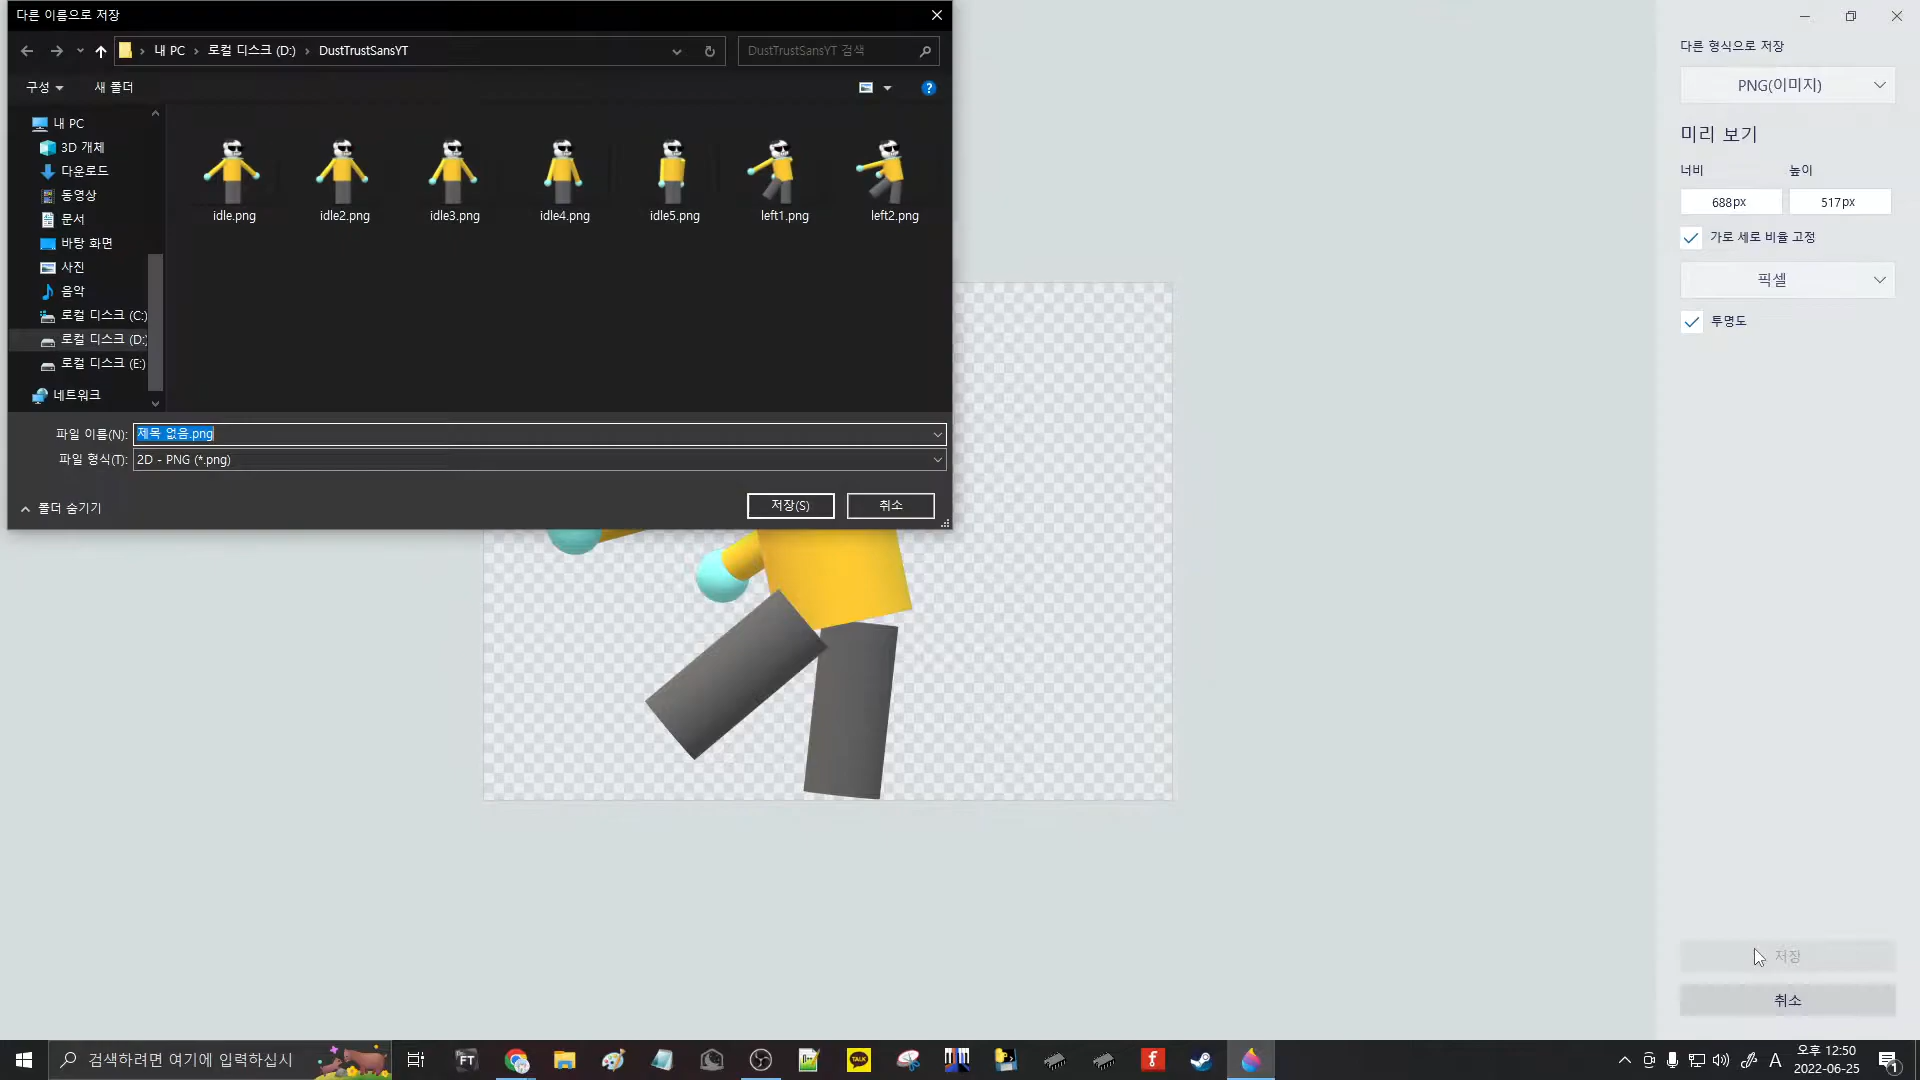 다른 이름으로 저장
내 PC › 로컬 디스크 (D:) › DustTrustSansYT
DustTrustSansYT 검색
구성
새 폴더
내 PC
3D 개체
다운로드
동영상
문서
바탕 화면
사진
음악
로컬 디스크 (C:)
로컬 디스크 (D:)
로컬 디스크 (E:)
네트워크
idle.png
idle2.png
idle3.png
idle4.png
idle5.png
left1.png
left2.png
파일 이름(N):
제목 없음.png
파일 형식(T):
2D - PNG (*.png)
폴더 숨기기
저장(S)
취소
다른 형식으로 저장
PNG(이미지)
미리 보기
너비
높이
688px
517px
가로 세로 비율 고정
픽셀
투명도
저장
취소
검색하려면 여기에 입력하십시
FT
TALK
A
오후 12:50
2022-06-25
1